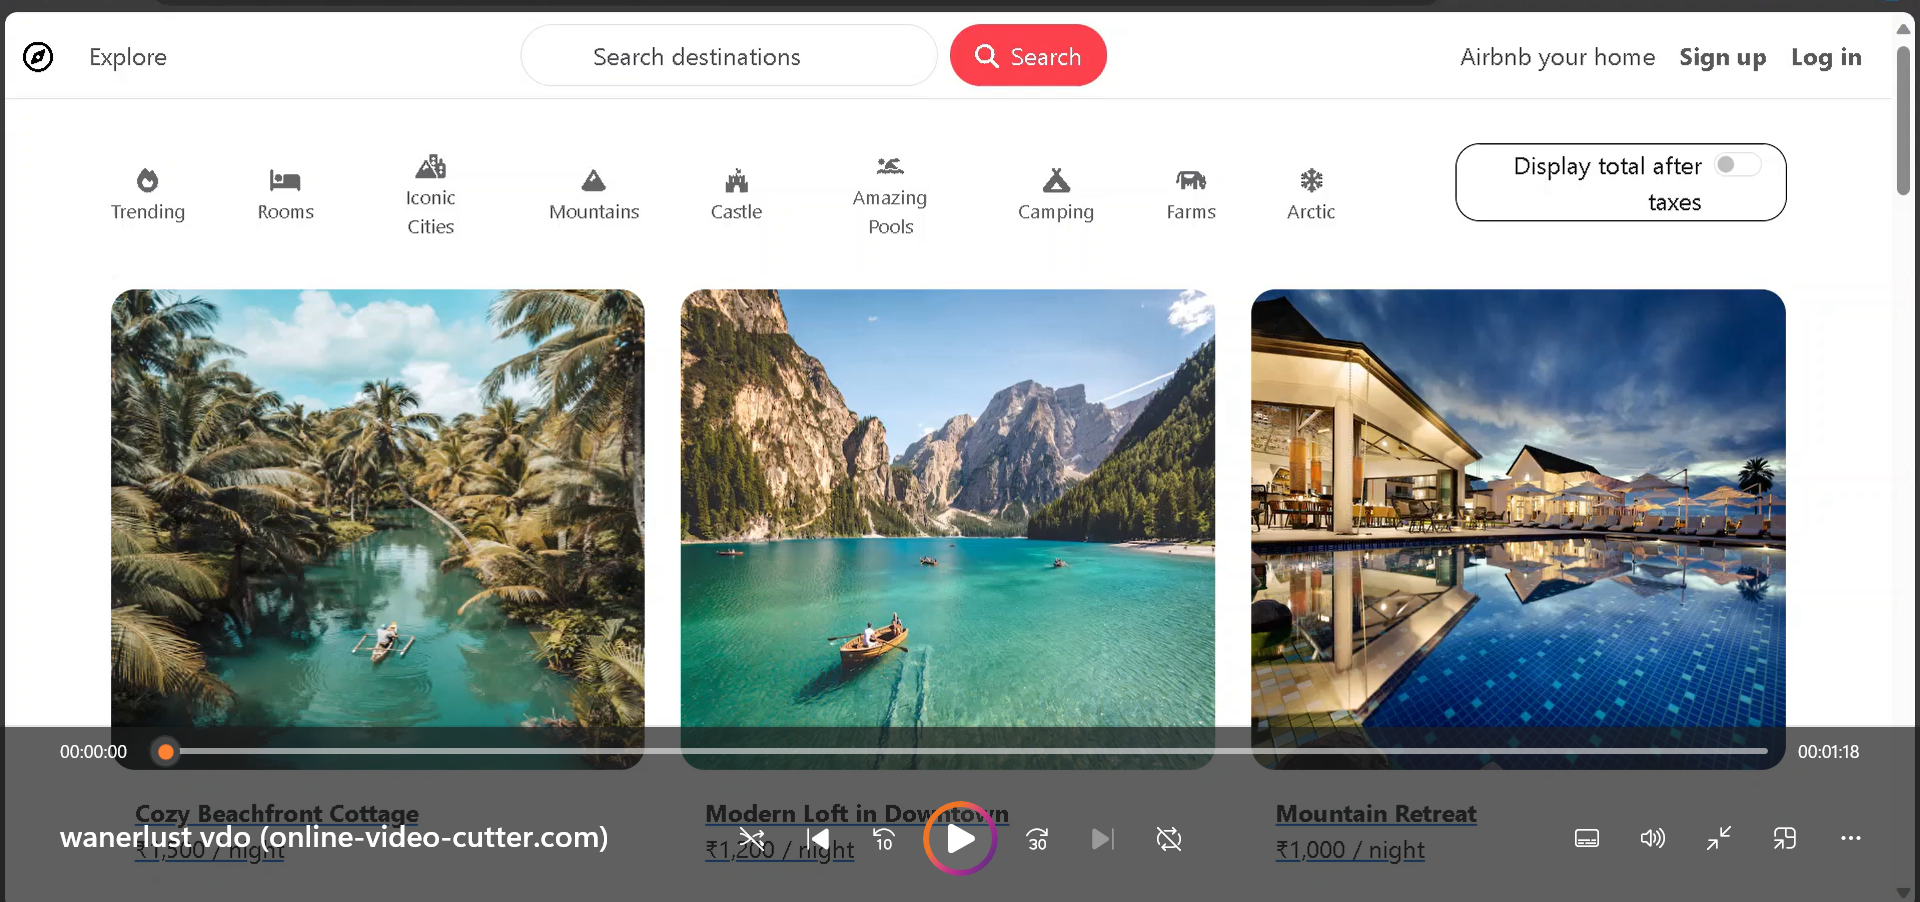 Explore
Search destinations
Search
Airbnb your home
Sign up
Log in
Trending
Rooms
Iconic
Cities
Mountains
Castle
Amazing
Pools
Camping
Farms
Arctic
Display total after
taxes
00:00:00
00:01:18
Cozy Beachfront Cottage
Modern Loft in Downtown
Mountain Retreat
wanerlust vdo (online-video-cutter.com)
₹1,500 / night
₹1,200 / night
₹1,000 / night
10
30